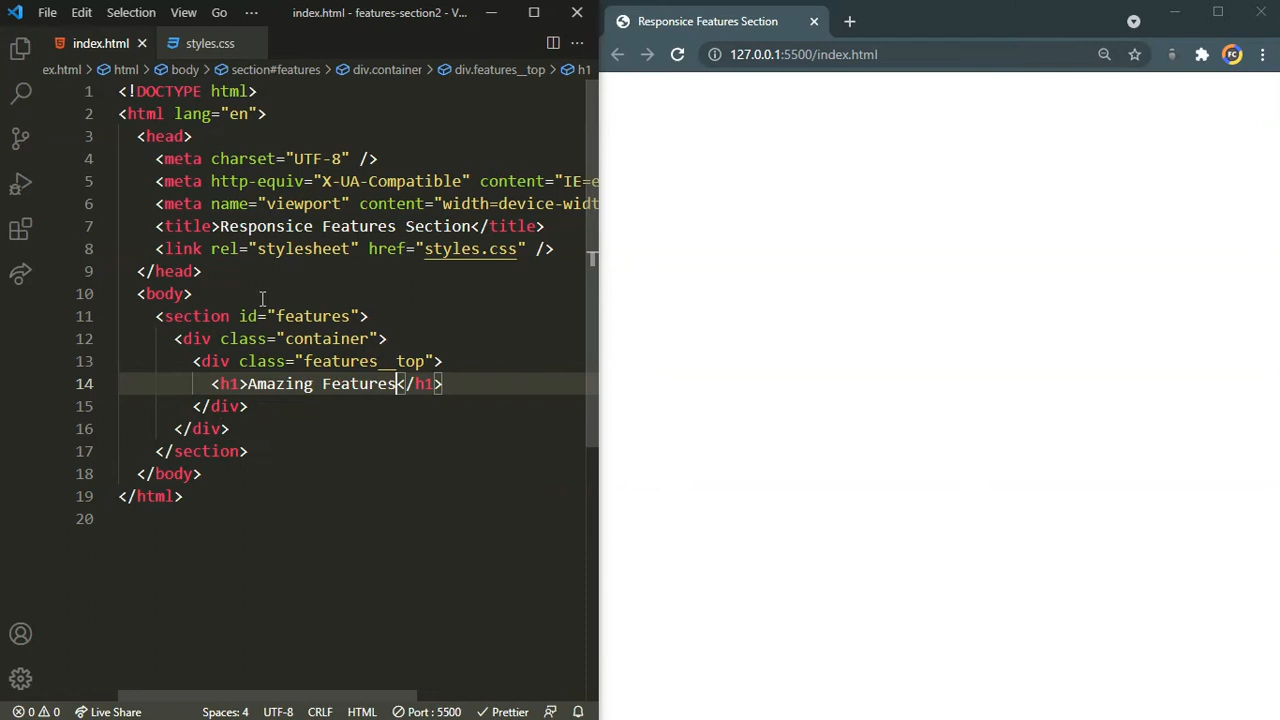 File Edit Selection View Go ··· index.html - features-section2 - V...
index.html styles.css
ex.html > html > body > section#features > div.container > div.features__top > h1
1 <!DOCTYPE html>
2 <html lang="en">
3 <head>
4 <meta charset="UTF-8" />
5 <meta http-equiv="X-UA-Compatible" content="IE=e
6 <meta name="viewport" content="width=device-widt
7 <title>Responsice Features Section</title>
8 <link rel="stylesheet" href="styles.css" />
9 </head>
10 <body>
11 <section id="features">
12 <div class="container">
13 <div class="features__top">
14 <h1>Amazing Features</h1>
15 </div>
16 </div>
17 </section>
18 </body>
19 </html>
20
0 0 Live Share Spaces: 4 UTF-8 CRLF HTML Port : 5500 Prettier
Responsice Features Section
127.0.0.1:5500/index.html
FC